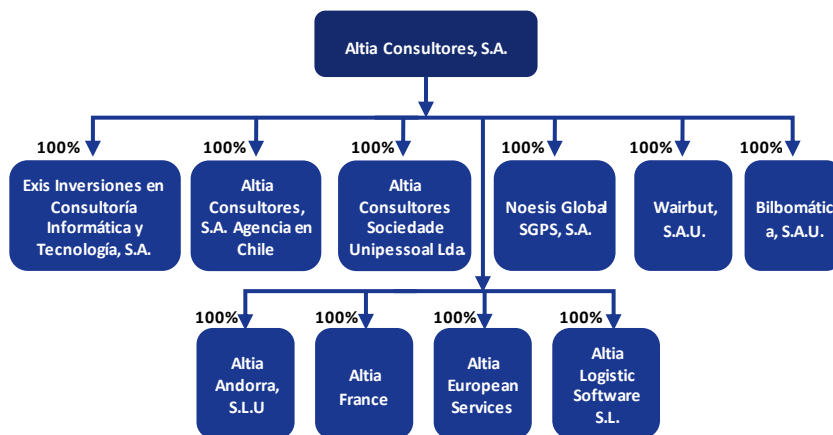 Altia Consultores, S.A.
100% 100% 100% 100% 100% 100%
Exis Inversiones en
Consultoría
Informática y
Tecnología, S.A.
Altia
Consultores,
S.A. Agencia en
Chile
Altia
Consultores
Sociedade
Unipessoal Lda.
Noesis Global
SGPS, S.A.
Wairbut,
S.A.U.
Bilbomátic
a, S.A.U.
100% 100% 100% 100%
Altia
Andorra,
S.L.U
Altia
France
Altia
European
Services
Altia
Logistic
Software
S.L.